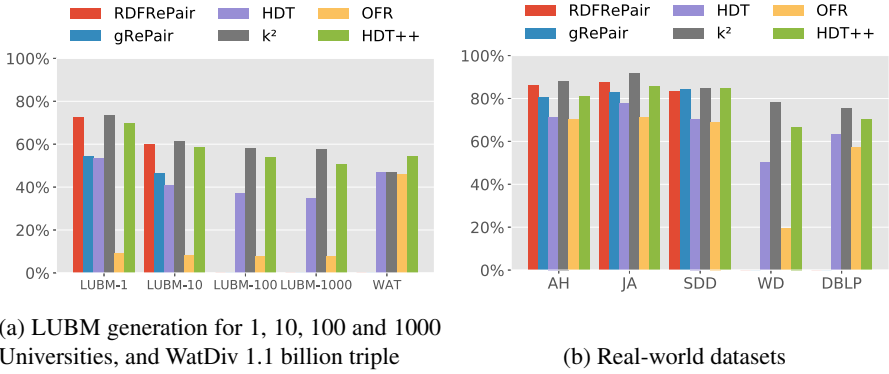 RDFRePair HDT OFR
gRePair k² HDT++
100%
80%
60%
40%
20%
0%
LUBM-1 LUBM-10 LUBM-100 LUBM-1000 WAT
(a) LUBM generation for 1, 10, 100 and 1000
Universities, and WatDiv 1.1 billion triple
RDFRePair HDT OFR
gRePair k² HDT++
100%
80%
60%
40%
20%
0%
AH JA SDD WD DBLP
(b) Real-world datasets